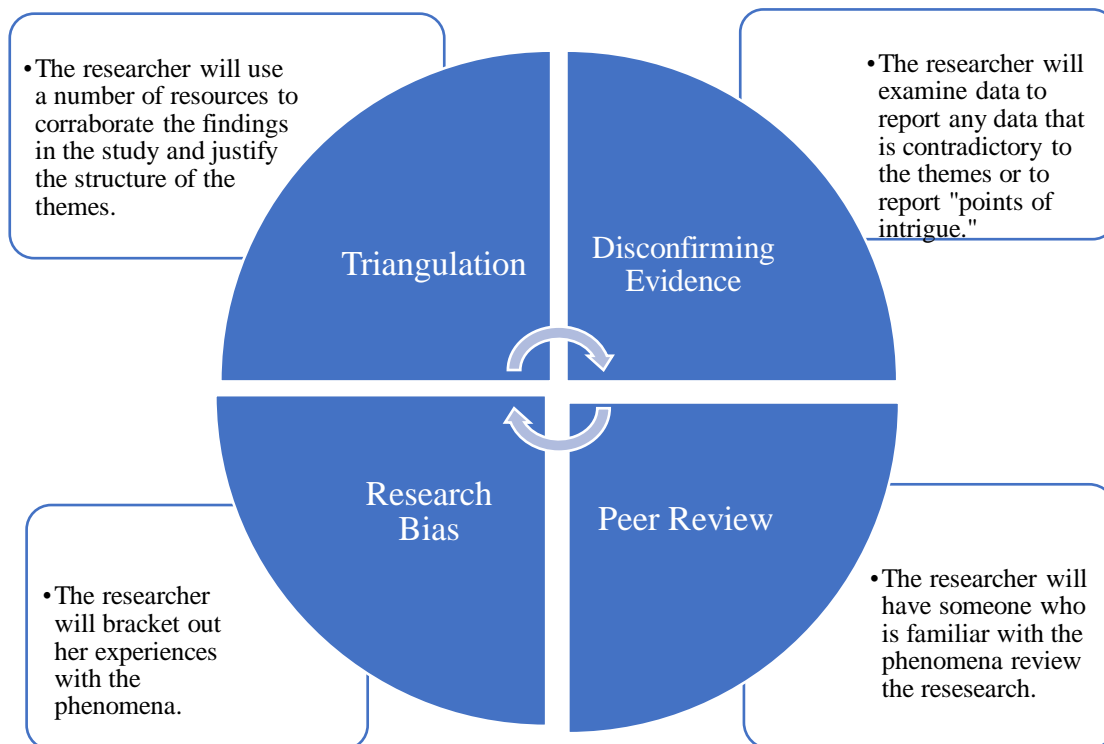 •The researcher will use
a number of resources to
corraborate the findings
in the study and justify
the structure of the
themes.
Triangulation
•The researcher will
examine data to
report any data that
is contradictory to
the themes or to
report "points of
intrigue."
Disconfirming
Evidence
Research
Bias
•The researcher
will bracket out
her experiences
with the
phenomena.
Peer Review
•The researcher will
have someone who
is familiar with the
phenomena review
the resesearch.